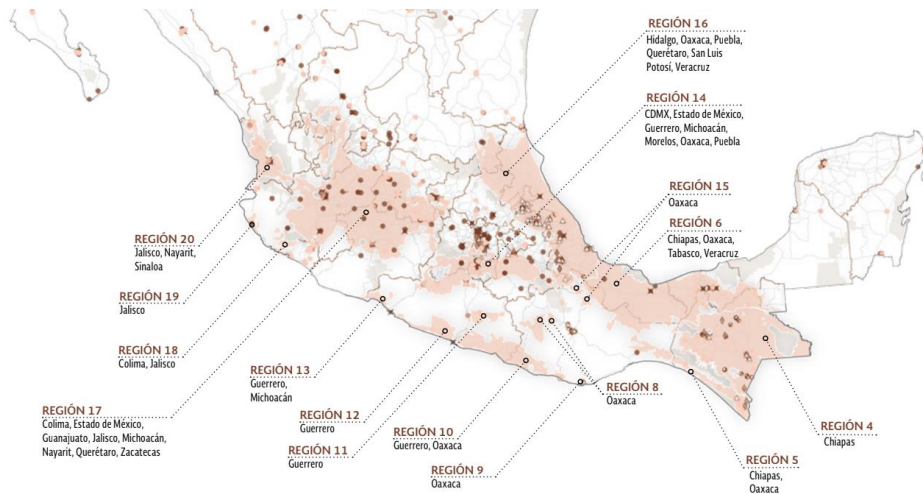 REGIÓN 16
Hidalgo, Oaxaca, Puebla,
Querétaro, San Luis
Potosí, Veracruz
REGIÓN 14
CDMX, Estado de México,
Guerrero, Michoacán,
Morelos, Oaxaca, Puebla
REGIÓN 15
Oaxaca
REGIÓN 6
Chiapas, Oaxaca,
Tabasco, Veracruz
REGIÓN 20
Jalisco, Nayarit,
Sinaloa
REGIÓN 19
Jalisco
REGIÓN 18
Colima, Jalisco
REGIÓN 17
Colima, Estado de México,
Guanajuato, Jalisco, Michoacán,
Nayarit, Querétaro, Zacatecas
REGIÓN 13
Guerrero,
Michoacán
REGIÓN 12
Guerrero
REGIÓN 11
Guerrero
REGIÓN 10
Guerrero, Oaxaca
REGIÓN 9
Oaxaca
REGIÓN 8
Oaxaca
REGIÓN 5
Chiapas,
Oaxaca
REGIÓN 4
Chiapas